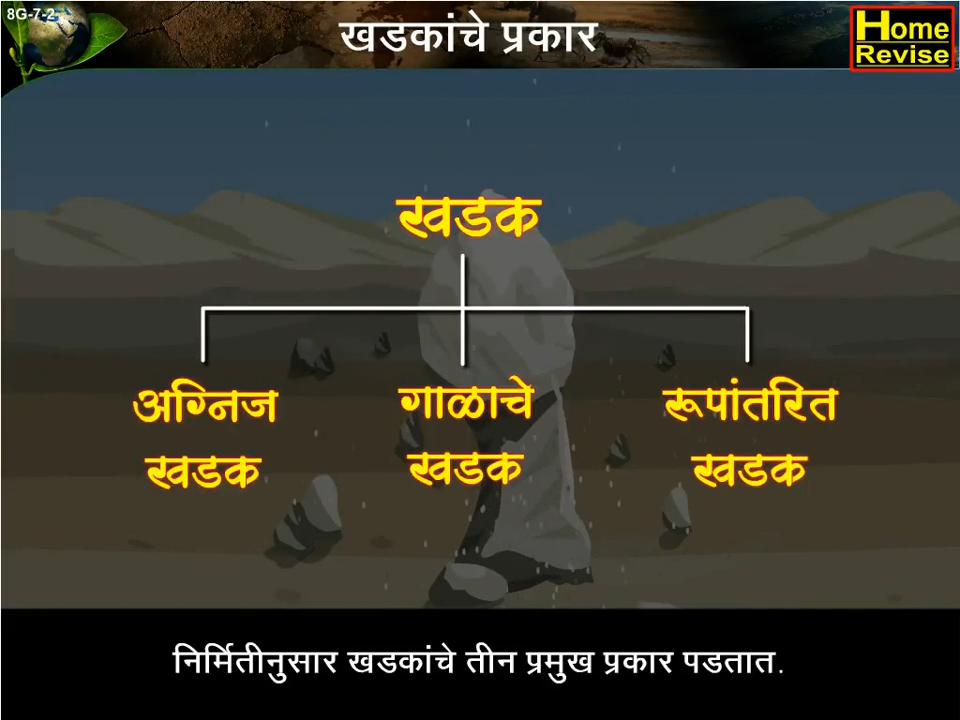 8G-7-2
खडकांचे प्रकार
Home
Revise
खडक
अग्निज
खडक
गाळाचे
खडक
रूपांतरित
खडक
निर्मितीनुसार खडकांचे तीन प्रमुख प्रकार पडतात.